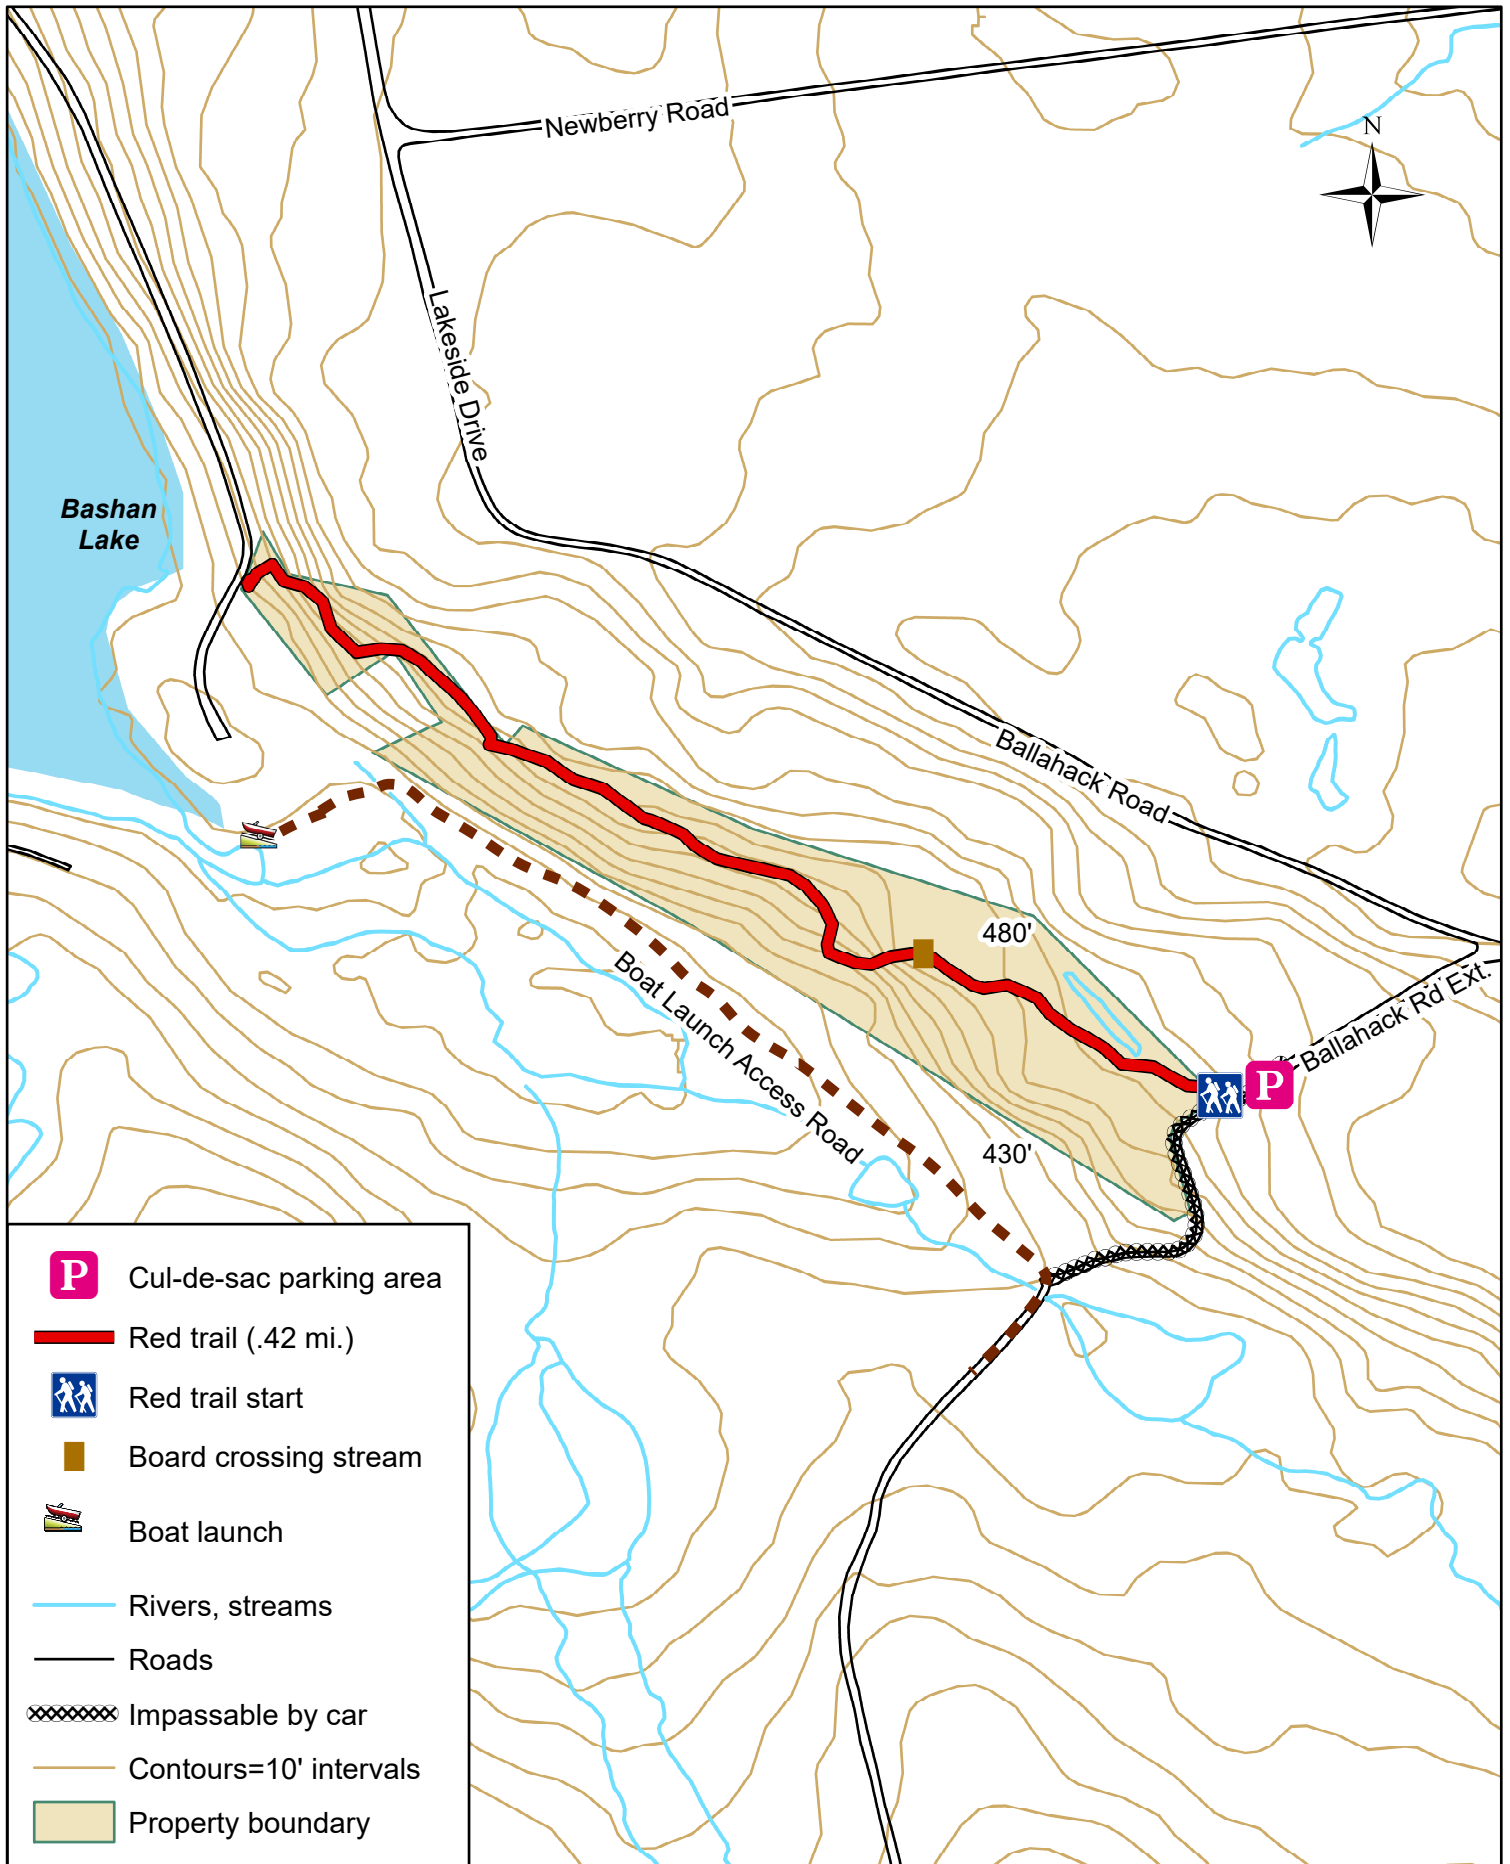 Newberry Road
N
Lakeside Drive
Bashan
Lake
Ballahack Road
480'
Ballahack Rd Ext.
P
Boat Launch Access Road
430'
P Cul-de-sac parking area
Red trail (.42 mi.)
Red trail start
Board crossing stream
Boat launch
Rivers, streams
Roads
Impassable by car
Contours=10' intervals
Property boundary